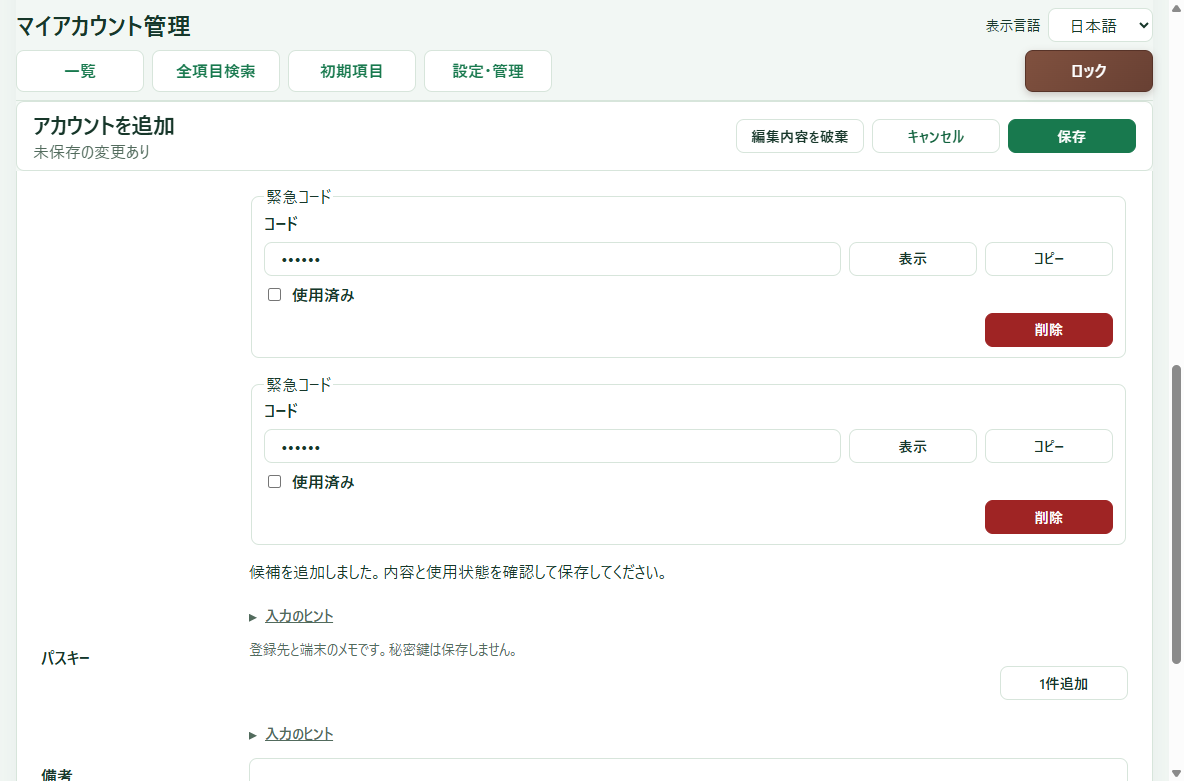 マイアカウント管理
表示言語 日本語
一覧 全項目検索 初期項目 設定・管理 ロック
アカウントを追加
未保存の変更あり
編集内容を破棄 キャンセル 保存
緊急コード
コード
•••••• 表示 コピー
使用済み
削除
緊急コード
コード
•••••• 表示 コピー
使用済み
削除
候補を追加しました。内容と使用状態を確認して保存してください。
▶ 入力のヒント
パスキー
登録先と端末のメモです。秘密鍵は保存しません。
1件追加
▶ 入力のヒント
備考